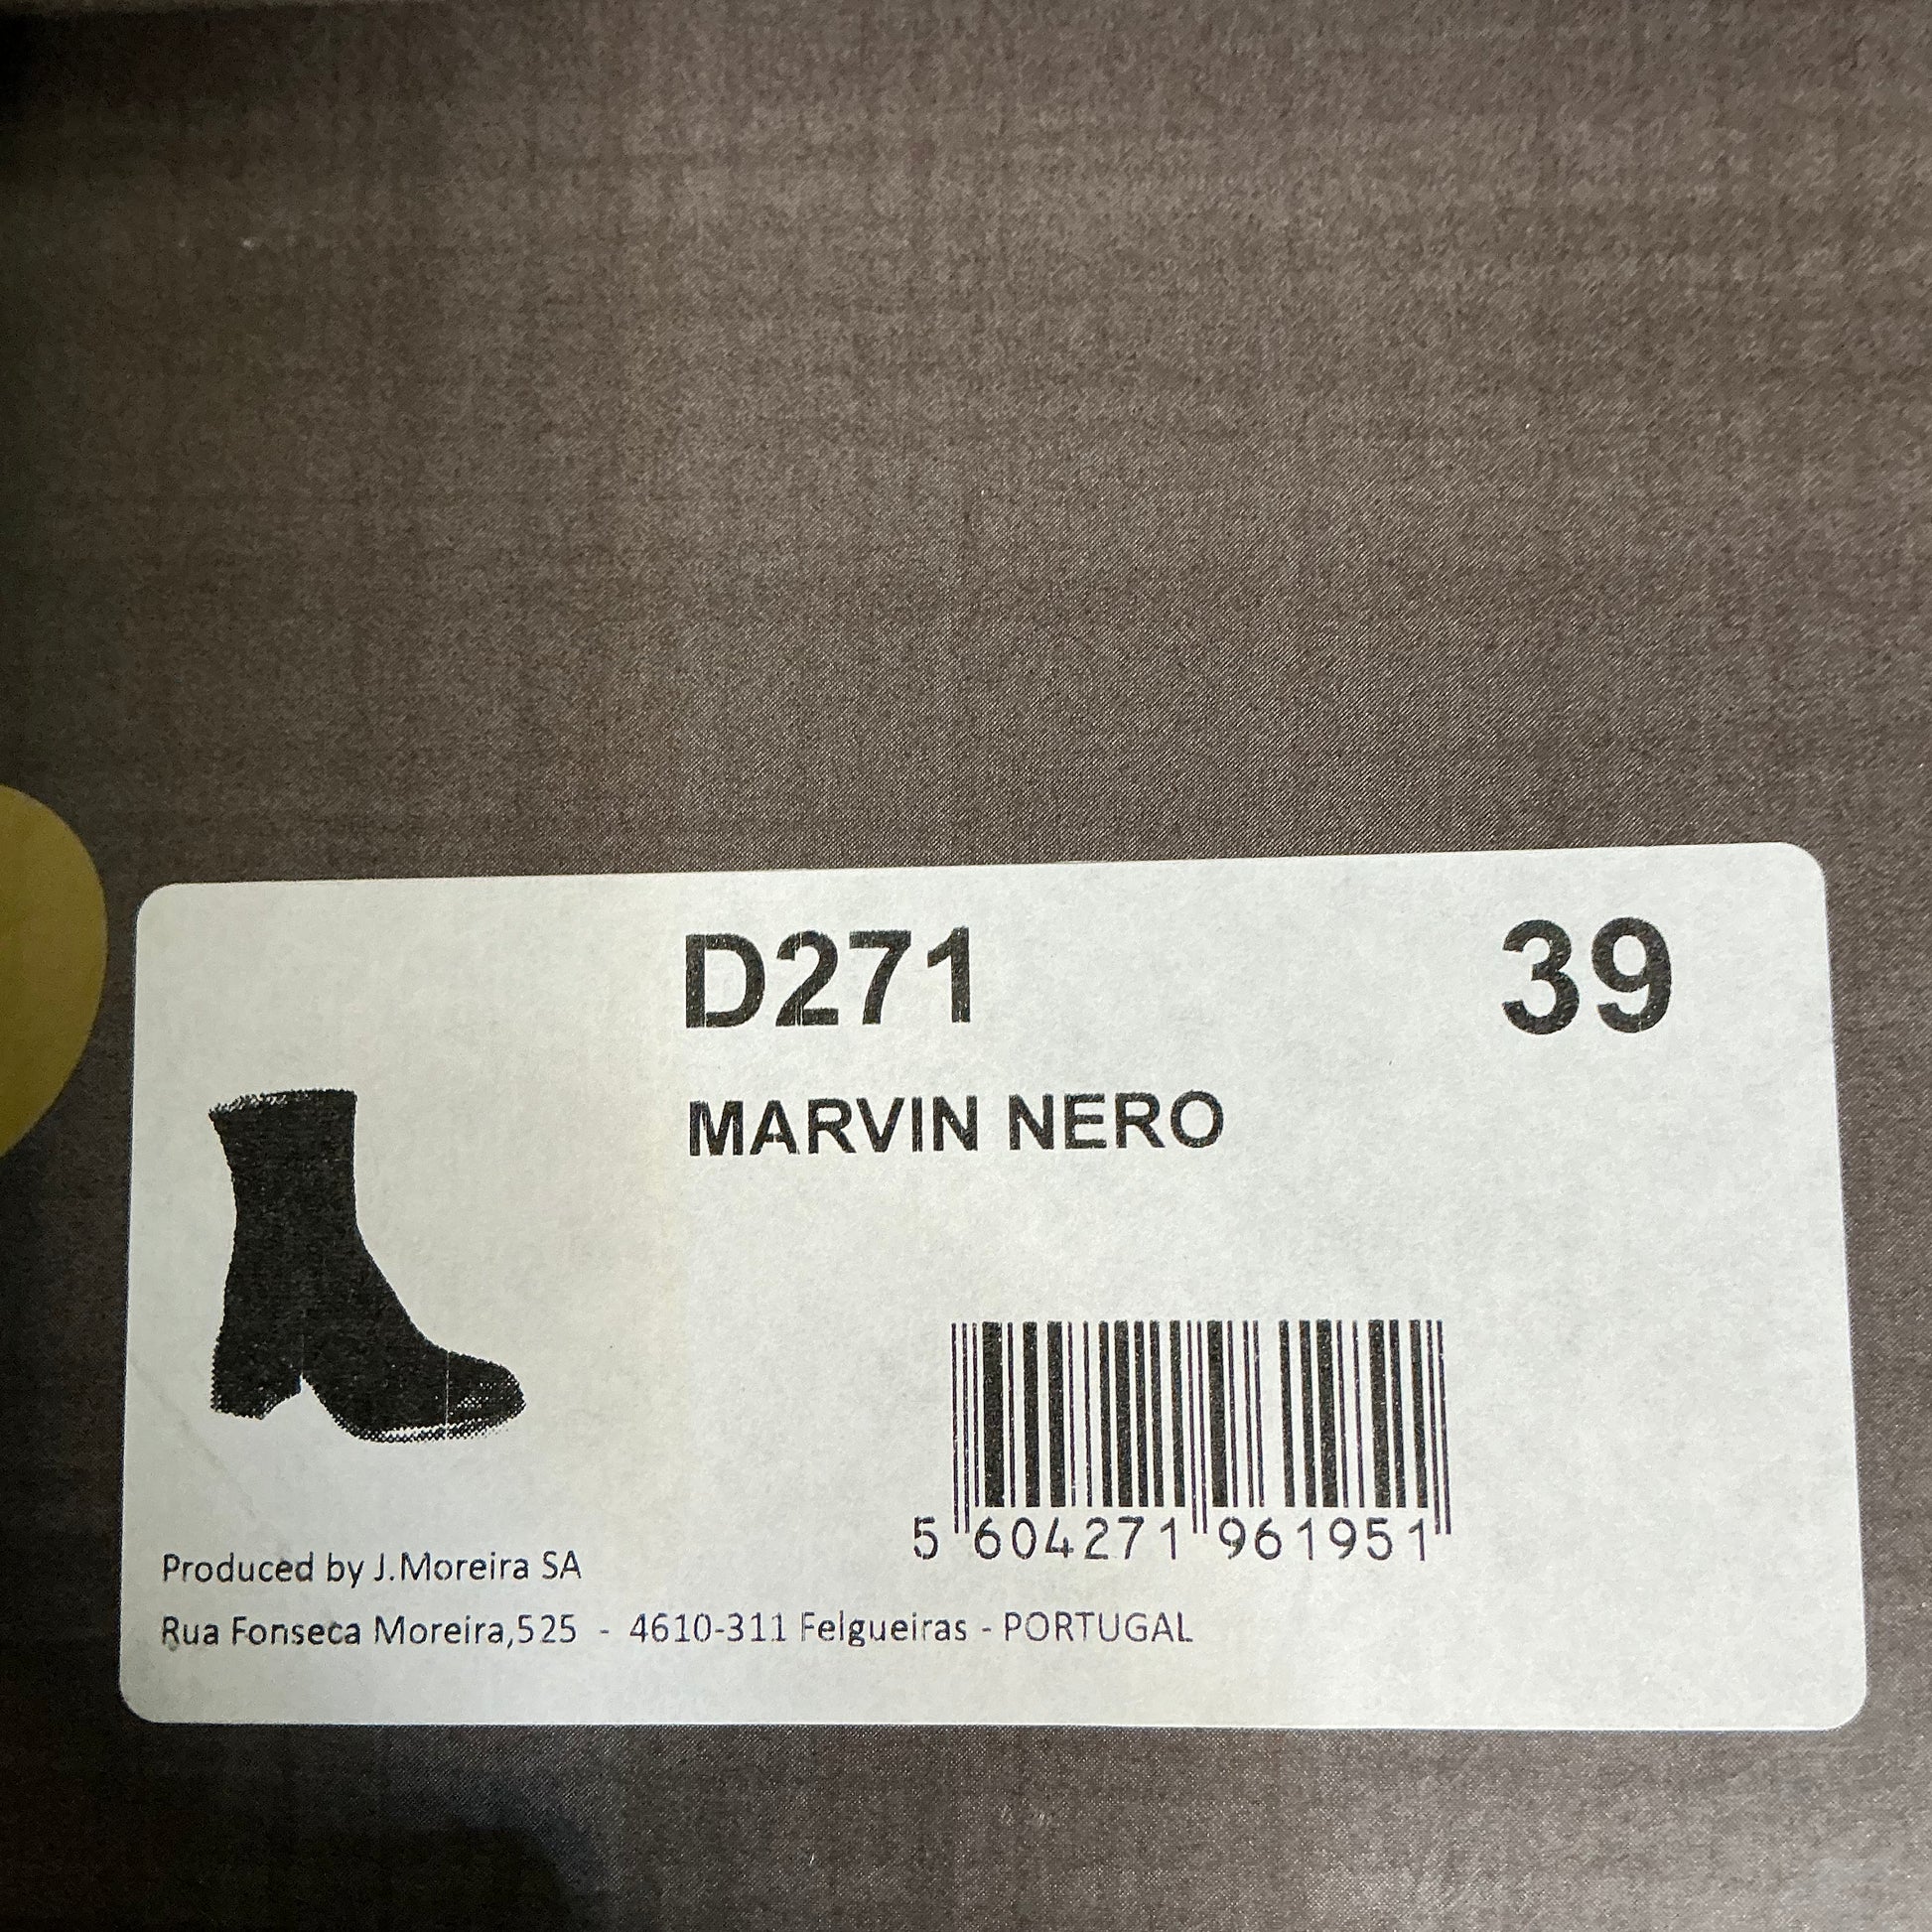 D271 39
MARVIN NERO
5 604271 961951
Produced by J.Moreira SA
Rua Fonseca Moreira,525 - 4610-311 Felgueiras - PORTUGAL